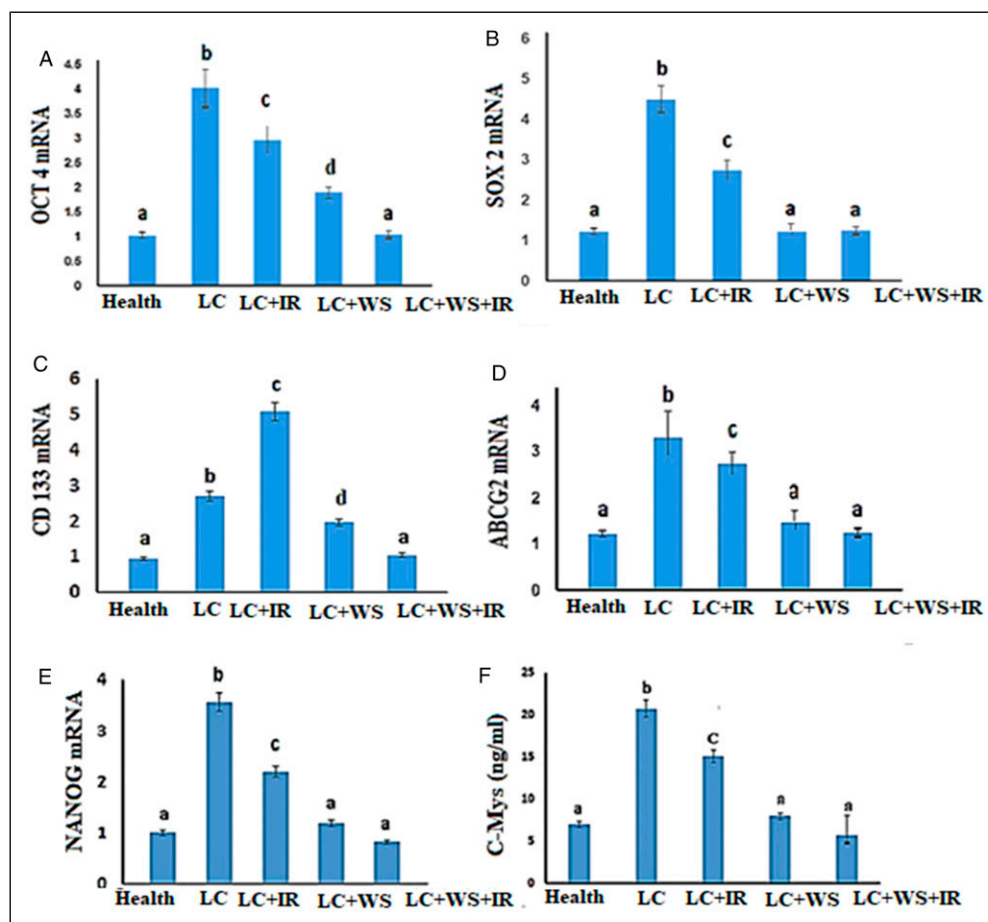 A
OCT 4 mRNA
4.5
4
3.5
3
2.5
2
1.5
1
0.5
0
a
b
c
d
a
Health LC LC+IR LC+WS LC+WS+IR
B
SOX 2 mRNA
6
5
4
3
2
1
0
a
b
c
a
a
Health LC LC+IR LC+WS LC+WS+IR
C
CD 133 mRNA
6
5
4
3
2
1
0
a
b
c
d
a
Health LC LC+IR LC+WS LC+WS+IR
D
ABCG2 mRNA
4
3
2
1
0
a
b
c
a
a
Health LC LC+IR LC+WS LC+WS+IR
E
NANOG mRNA
4
3
2
1
0
a
b
c
a
a
Health LC LC+IR LC+WS LC+WS+IR
F
C-Mys (ng/ml)
25
20
15
10
5
0
a
b
C
a
a
Health LC LC+IR LC+WS LC+WS+IR